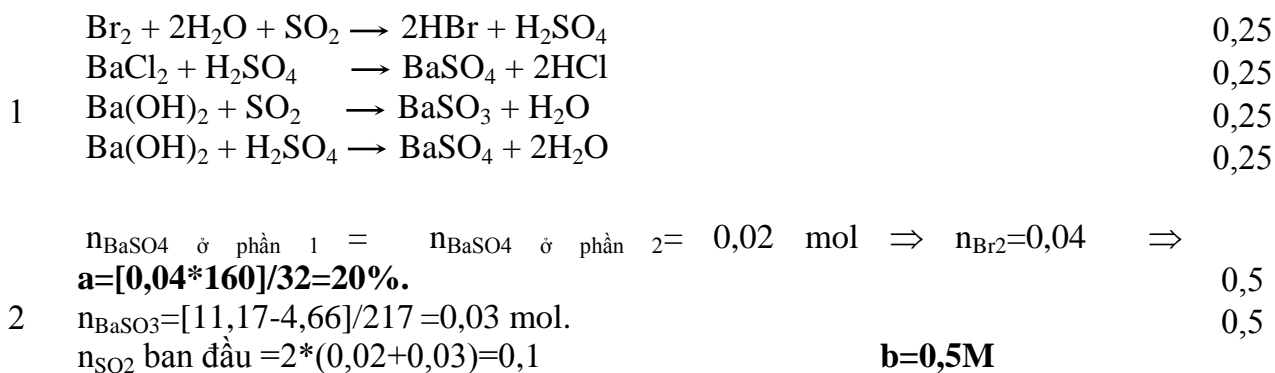 Br₂ + 2H₂O + SO₂ → 2HBr + H₂SO₄ 0,25
BaCl₂ + H₂SO₄ → BaSO₄ + 2HCl 0,25
1 Ba(OH)₂ + SO₂ → BaSO₃ + H₂O 0,25
Ba(OH)₂ + H₂SO₄ → BaSO₄ + 2H₂O 0,25
n_BaSO4 ở phần 1 = n_BaSO4 ở phần 2 = 0,02 mol ⇒ n_Br2=0,04 ⇒
a=[0,04*160]/32=20%. 0,5
2 n_BaSO3=[11,17-4,66]/217 =0,03 mol. 0,5
n_SO2 ban đầu =2*(0,02+0,03)=0,1 b=0,5M